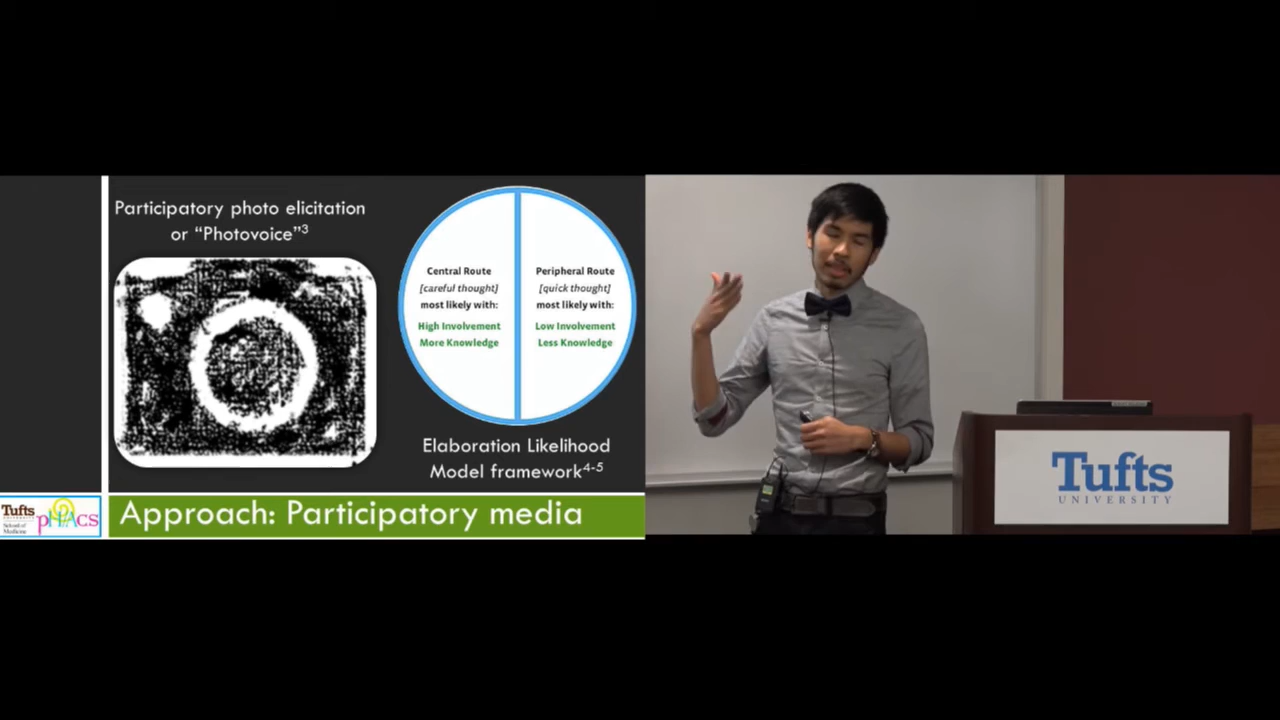 Participatory photo elicitation
or “Photovoice”3
Central Route
[careful thought]
most likely with:
High Involvement
More Knowledge
Peripheral Route
[quick thought]
most likely with:
Low Involvement
Less Knowledge
Elaboration Likelihood
Model framework4-5
Tufts
UNIVERSITY
School of
Medicine
pHAcs
Approach: Participatory media
Tufts
UNIVERSITY